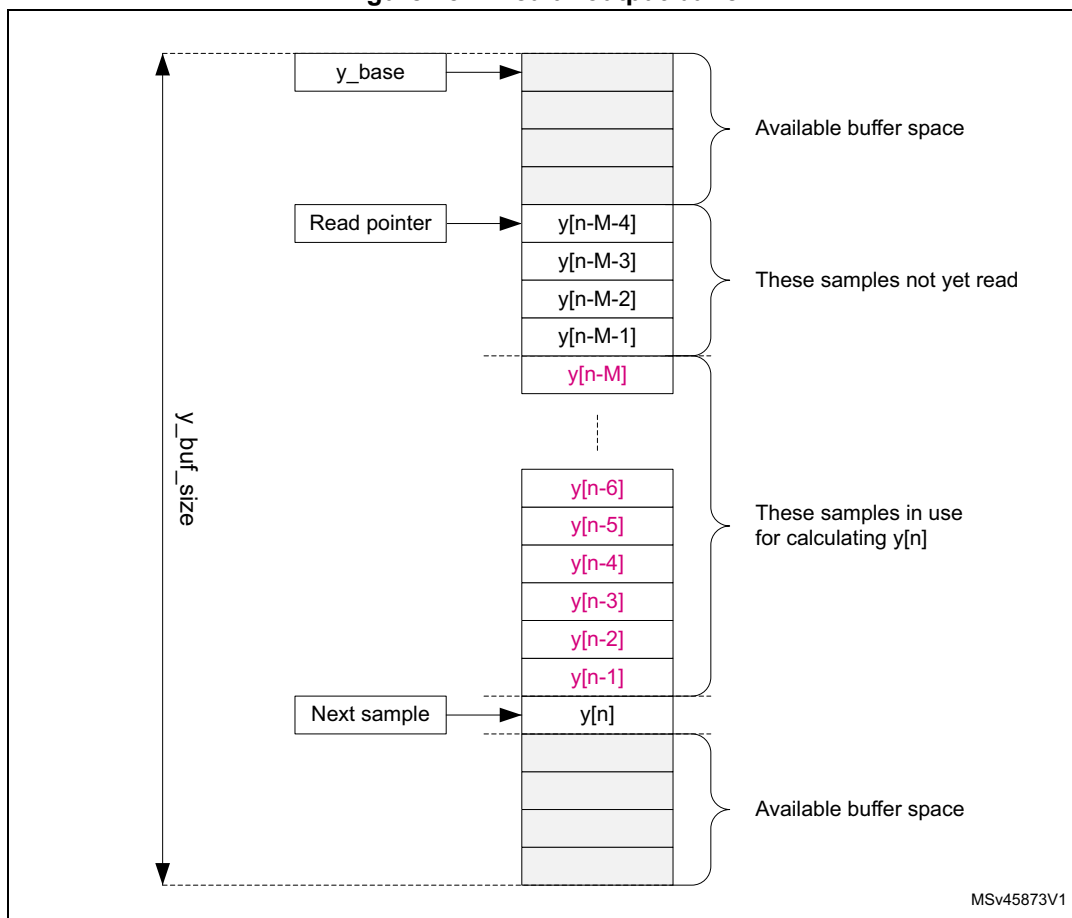 y_base
Available buffer space
Read pointer
y[n-M-4]
y[n-M-3]
These samples not yet read
y[n-M-2]
y[n-M-1]
y[n-M]
y_buf_size
y[n-6]
y[n-5]
These samples in use
for calculating y[n]
y[n-4]
y[n-3]
y[n-2]
y[n-1]
Next sample
y[n]
Available buffer space
MSv45873V1